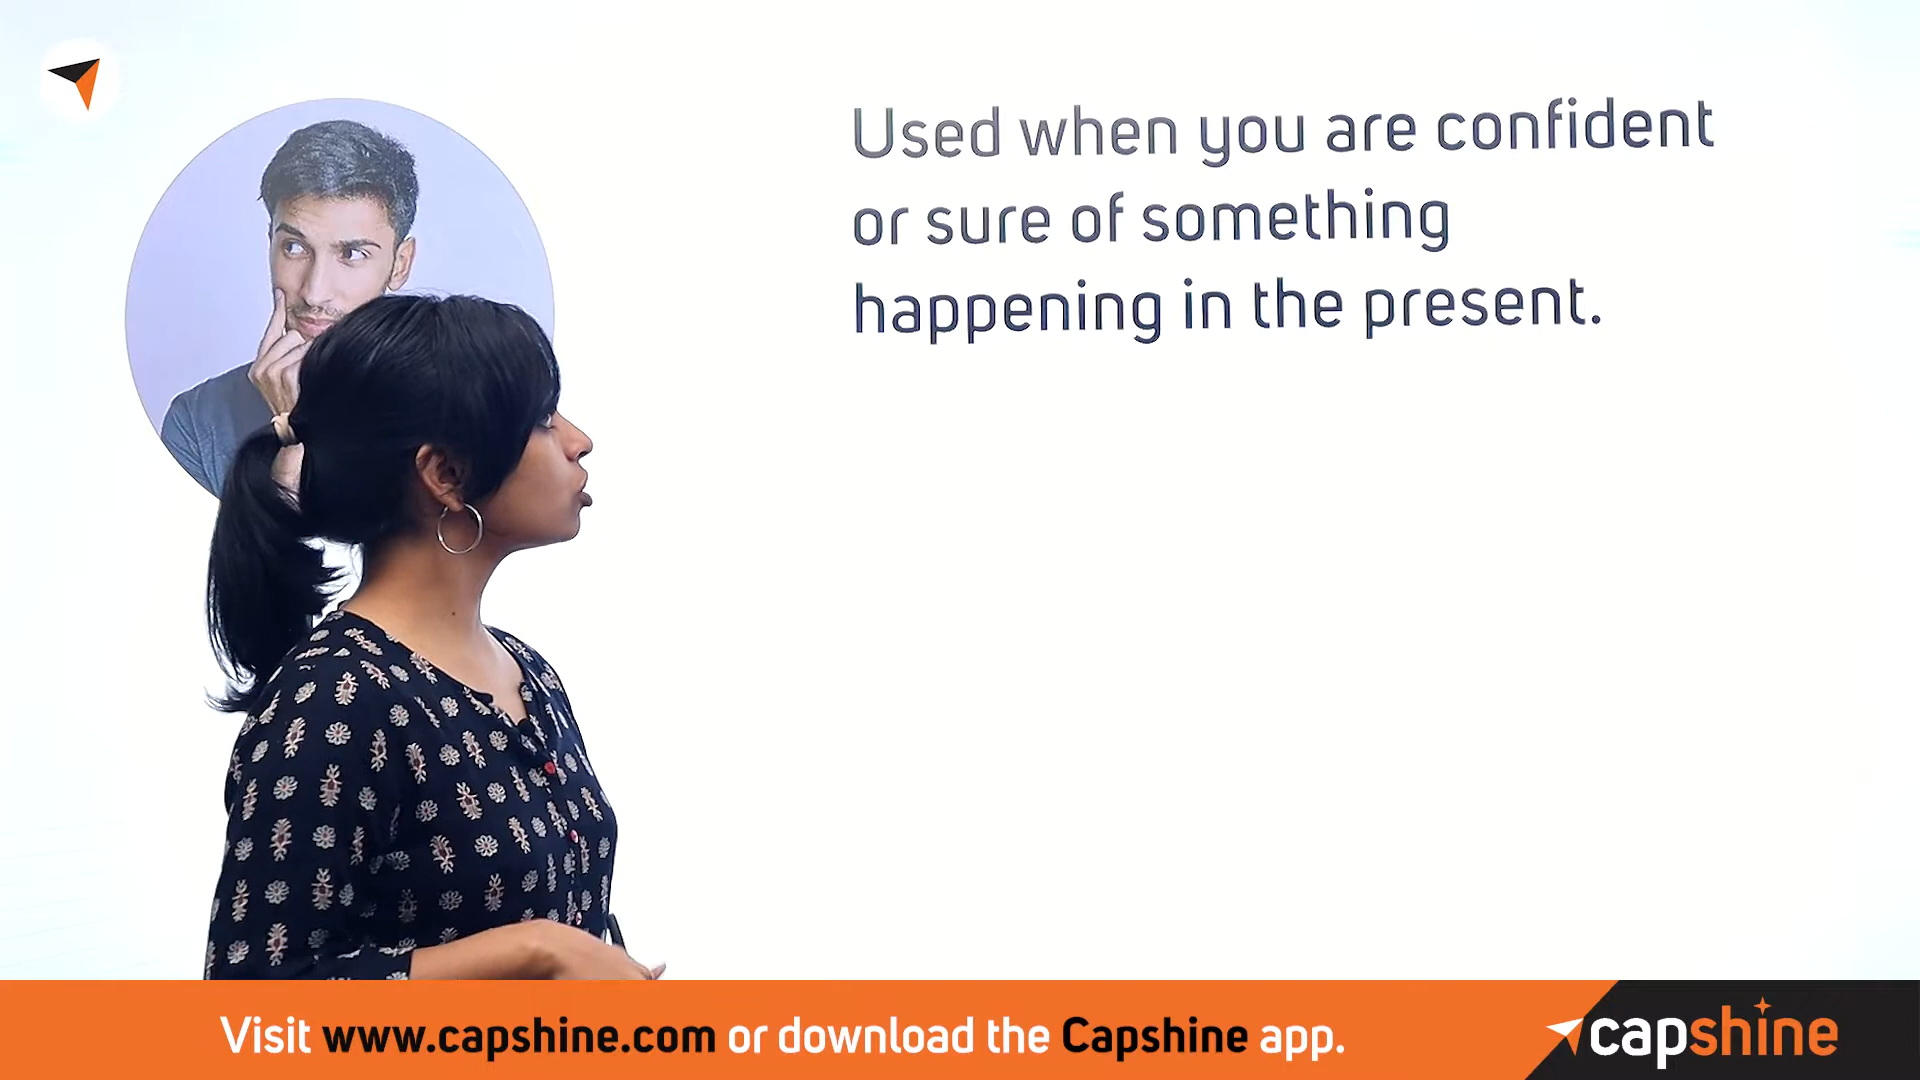 Used when you are confident
or sure of something
happening in the present.
Visit www.capshine.com or download the Capshine app.
capshine